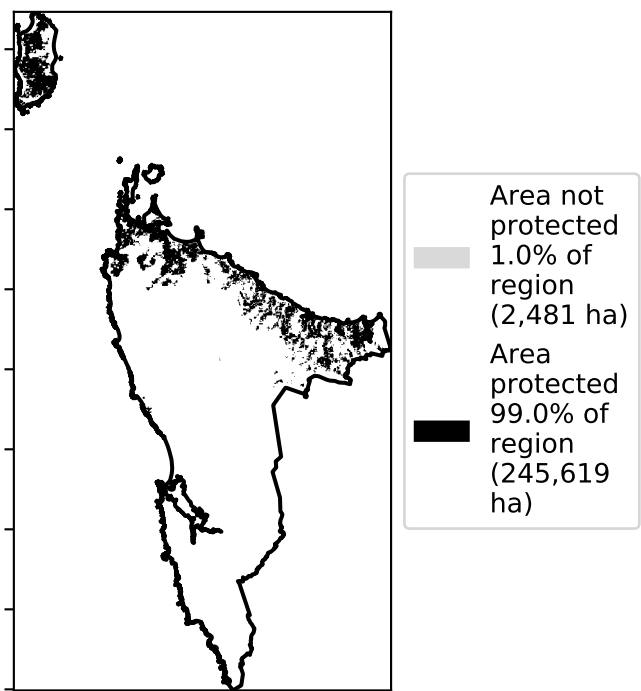 Area not
protected
1.0% of
region
(2,481 ha)
Area
protected
99.0% of
region
(245,619
ha)